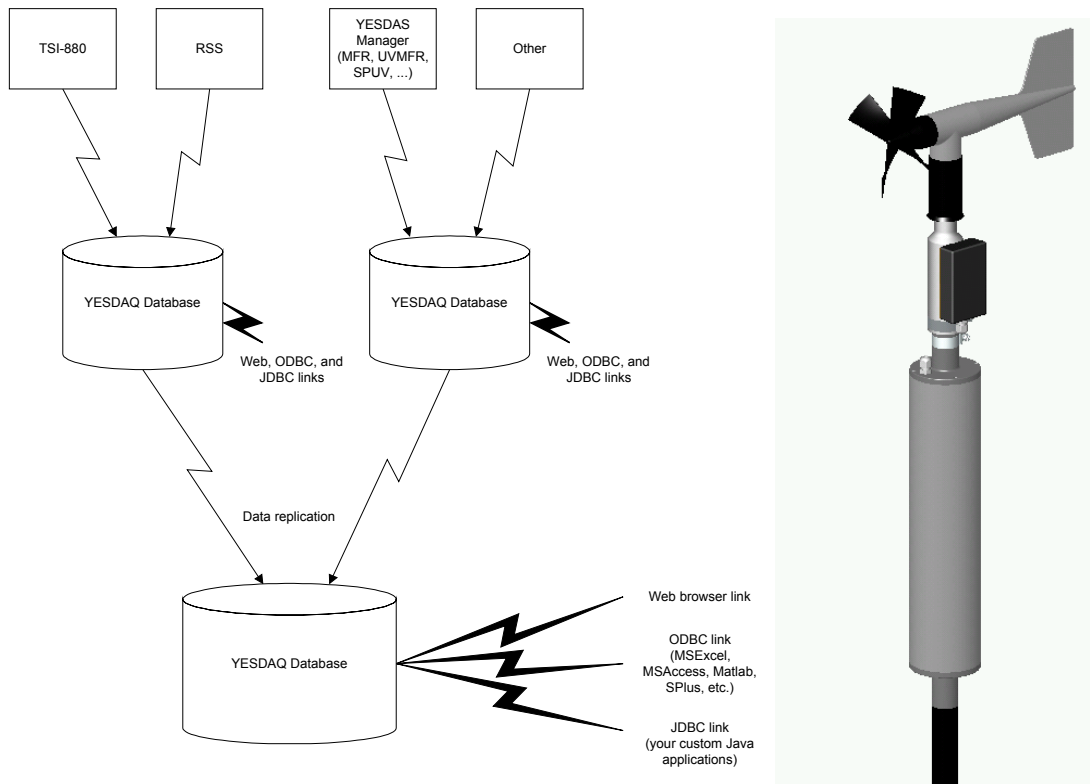 TSI-880
RSS
YESDAS
Manager
(MFR, UVMFR,
SPUV, ...)
Other
YESDAQ Database
YESDAQ Database
Web, ODBC, and
JDBC links
Web, ODBC, and
JDBC links
Data replication
YESDAQ Database
Web browser link
ODBC link
(MSExcel,
MSAccess, Matlab,
SPlus, etc.)
JDBC link
(your custom Java
applications)